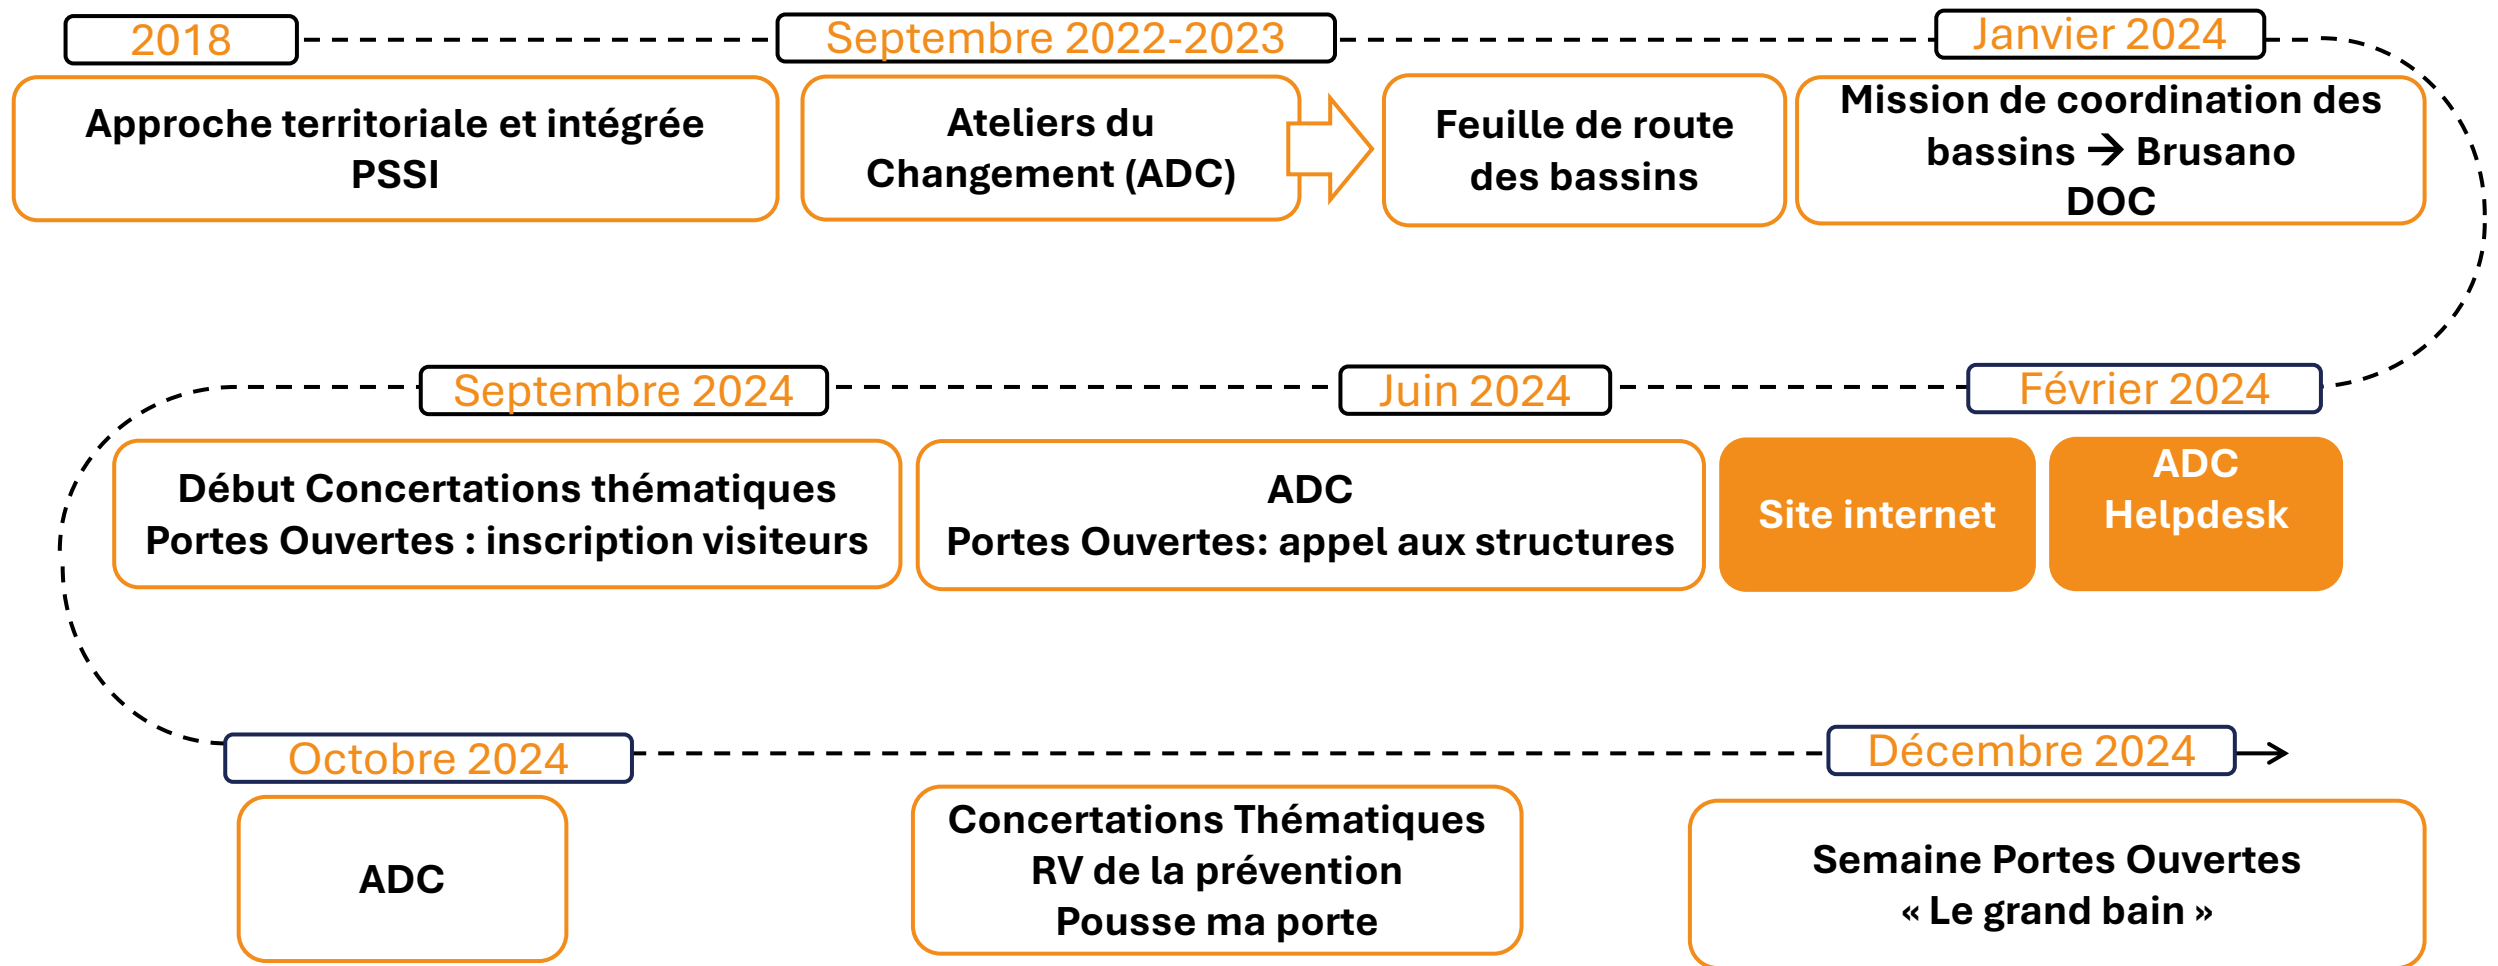 2018
Approche territoriale et intégrée
PSSI
Septembre 2022-2023
Ateliers du
Changement (ADC)
Feuille de route
des bassins
Janvier 2024
Mission de coordination des
bassins → Brusano
DOC
Février 2024
ADC
Helpdesk
Site internet
Juin 2024
ADC
Portes Ouvertes: appel aux structures
Septembre 2024
Début Concertations thématiques
Portes Ouvertes : inscription visiteurs
Octobre 2024
ADC
Concertations Thématiques
RV de la prévention
Pousse ma porte
Décembre 2024
Semaine Portes Ouvertes
« Le grand bain »